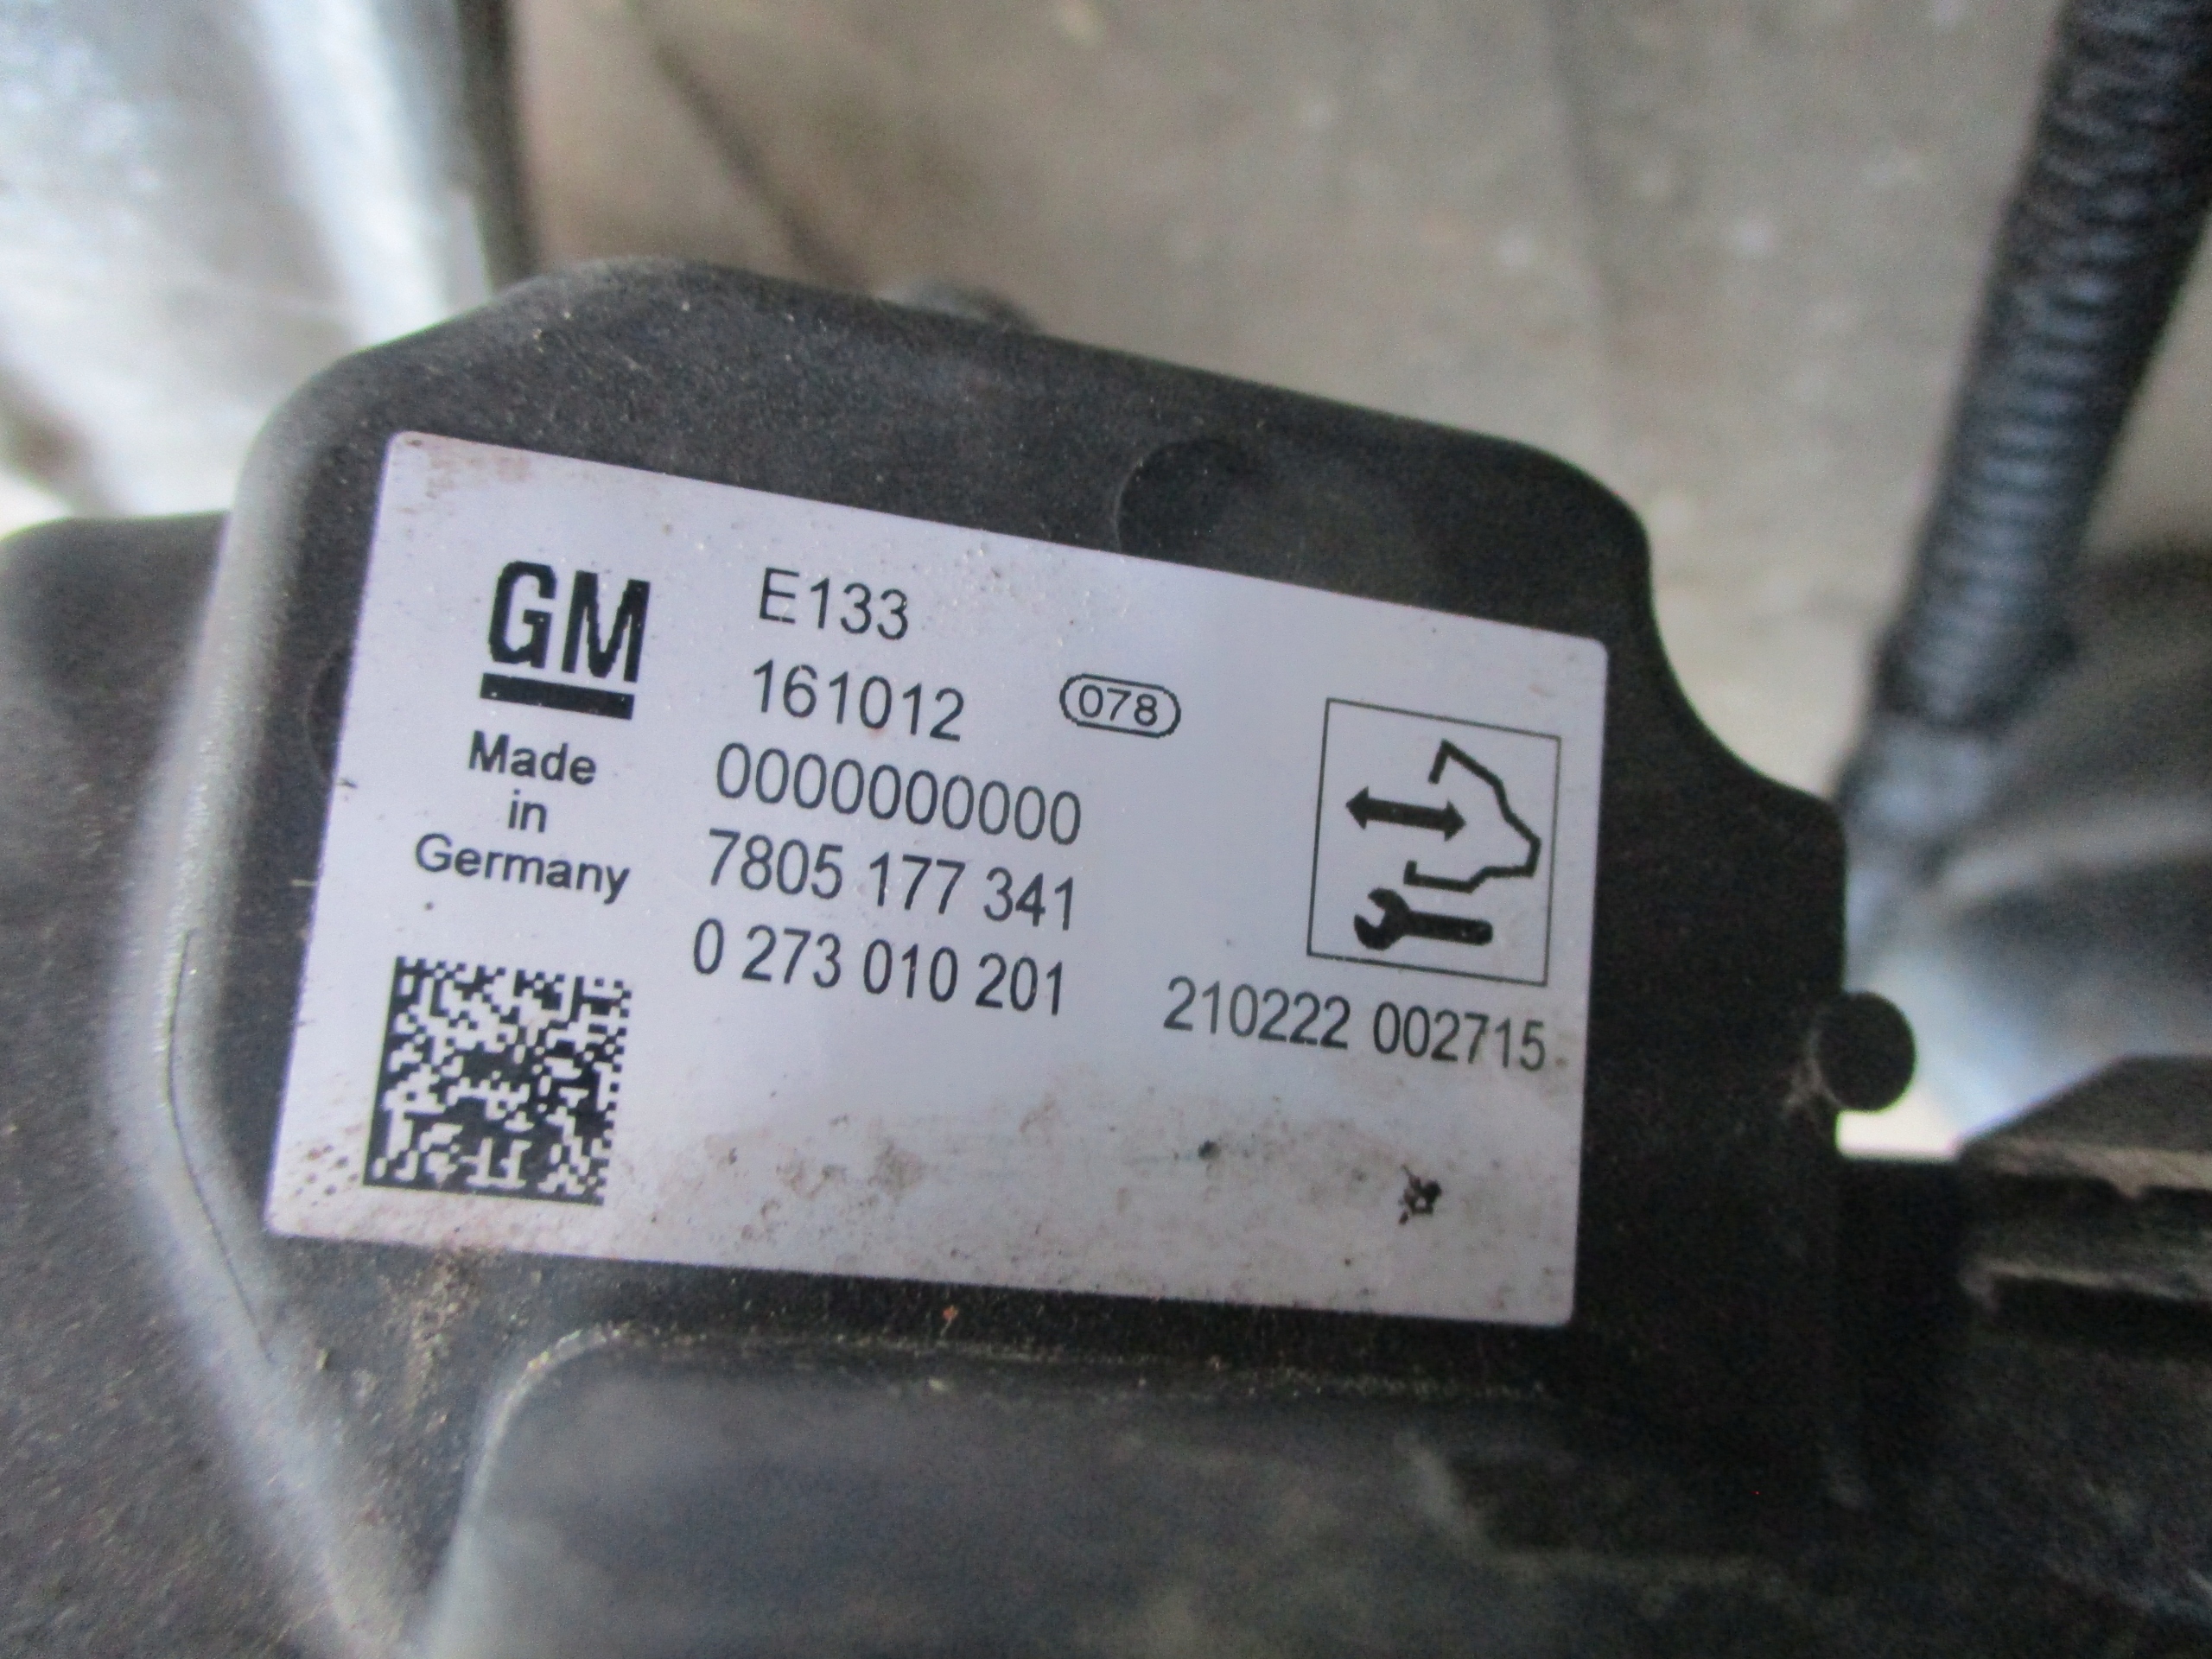 GM
Made
in
Germany
E133
161012
078
0000000000
7805 177 341
0 273 010 201
210222 002715